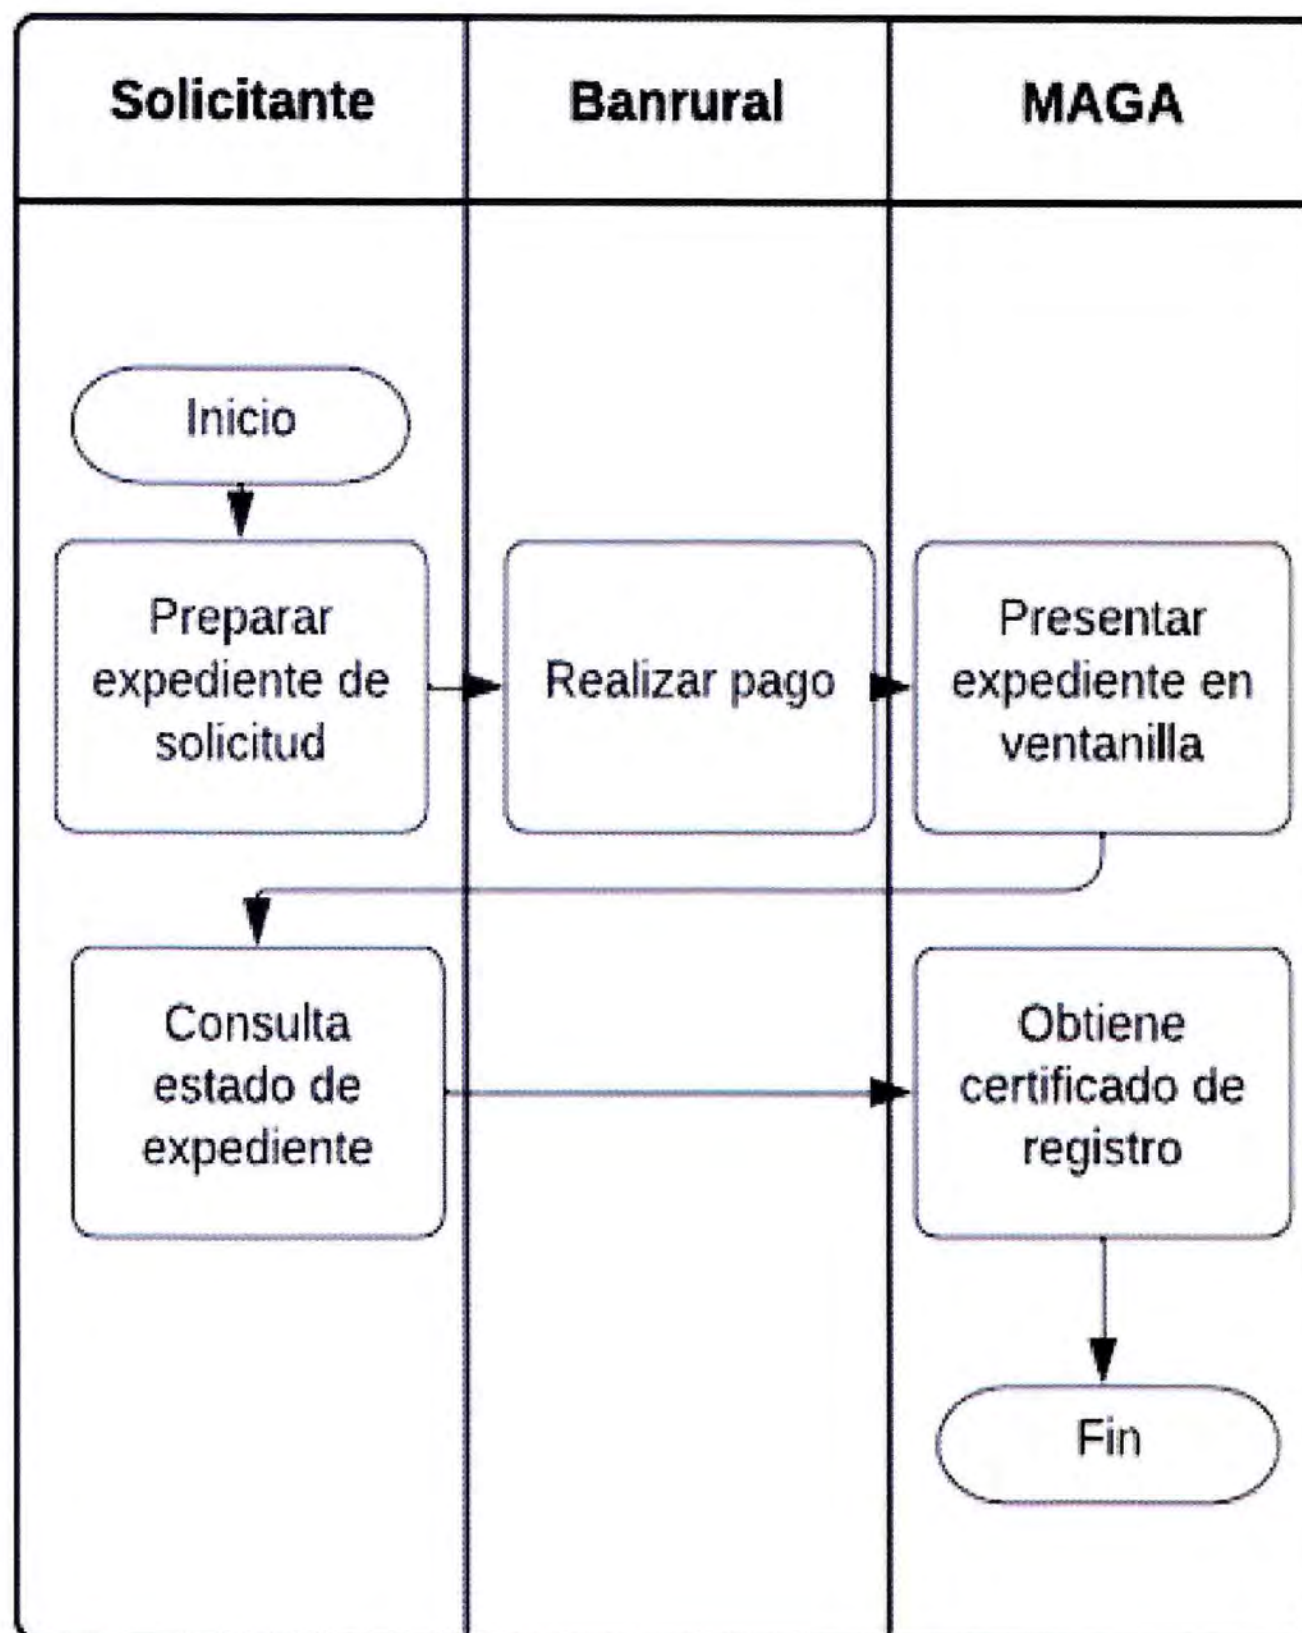 Solicitante
Banrural
MAGA
Inicio
Preparar
expediente de
solicitud
Realizar pago
Presentar
expediente en
ventanilla
Consulta
estado de
expediente
Obtiene
certificado de
registro
Fin